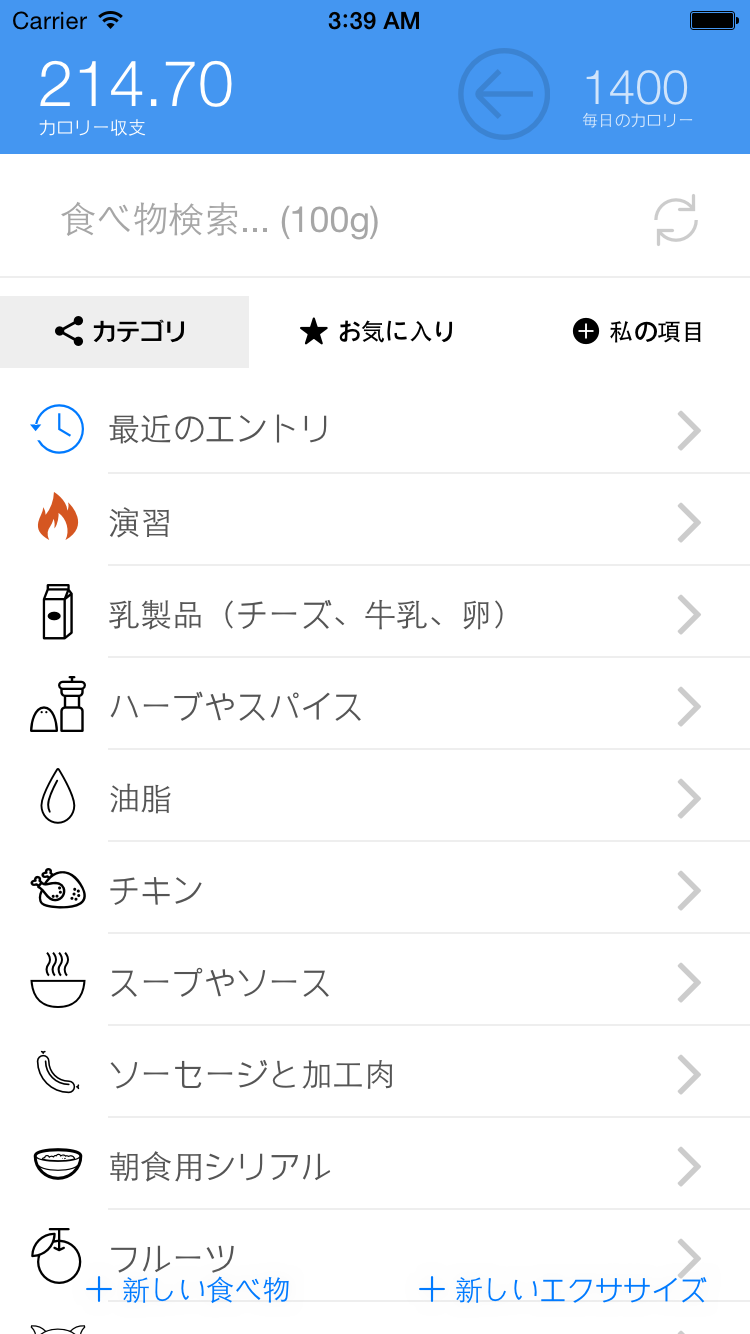 Carrier 3:39 AM
214.70
カロリー収支
1400
毎日のカロリー
食べ物検索... (100g)
カテゴリ お気に入り 私の項目
最近のエントリ
演習
乳製品（チーズ、牛乳、卵）
ハーブやスパイス
油脂
チキン
スープやソース
ソーセージと加工肉
朝食用シリアル
フルーツ
+ 新しい食べ物 + 新しいエクササイズ